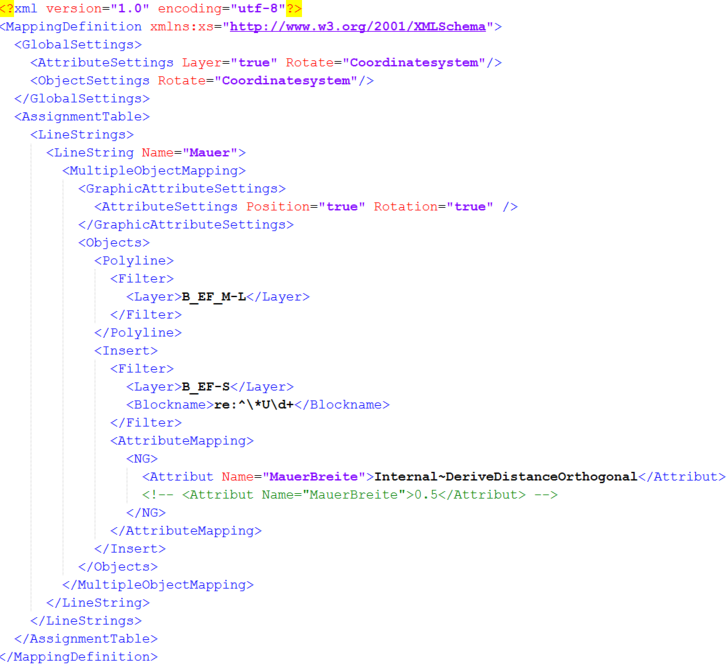 <?xml version="1.0" encoding="utf-8"?>
<MappingDefinition xmlns:xs="http://www.w3.org/2001/XMLSchema">
<GlobalSettings>
<AttributeSettings Layer="true" Rotate="Coordinatesystem"/>
<ObjectSettings Rotate="Coordinatesystem"/>
</GlobalSettings>
<AssignmentTable>
<LineStrings>
<LineString Name="Mauer">
<MultipleObjectMapping>
<GraphicAttributeSettings>
<AttributeSettings Position="true" Rotation="true" />
</GraphicAttributeSettings>
<Objects>
<Polyline>
<Filter>
<Layer>B_EF_M-L</Layer>
</Filter>
</Polyline>
<Insert>
<Filter>
<Layer>B_EF-S</Layer>
<Blockname>re:^\*U\d+</Blockname>
</Filter>
<AttributeMapping>
<NG>
<Attribut Name="MauerBreite">Internal~DeriveDistanceOrthogonal</Attribut>
<!-- <Attribut Name="MauerBreite">0.5</Attribut> -->
</NG>
</AttributeMapping>
</Insert>
</Objects>
</MultipleObjectMapping>
</LineString>
</LineStrings>
</AssignmentTable>
</MappingDefinition>